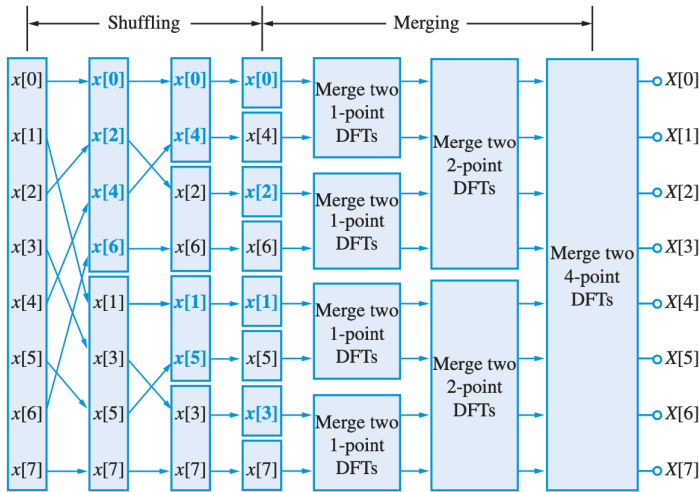 Shuffling
Merging
x[0] x[0] x[0] x[0] X[0]
Merge two
1-point
DFTs
x[1] x[2] x[4] x[4] X[1]
Merge two
2-point
DFTs
x[2] x[4] x[2] x[2] X[2]
Merge two
1-point
DFTs
x[3] x[6] x[6] x[6] X[3]
Merge two
4-point
DFTs
x[4] x[1] x[1] x[1] X[4]
Merge two
1-point
DFTs
x[5] x[3] x[5] x[5] X[5]
Merge two
2-point
DFTs
x[6] x[5] x[3] x[3] X[6]
Merge two
1-point
DFTs
x[7] x[7] x[7] x[7] X[7]